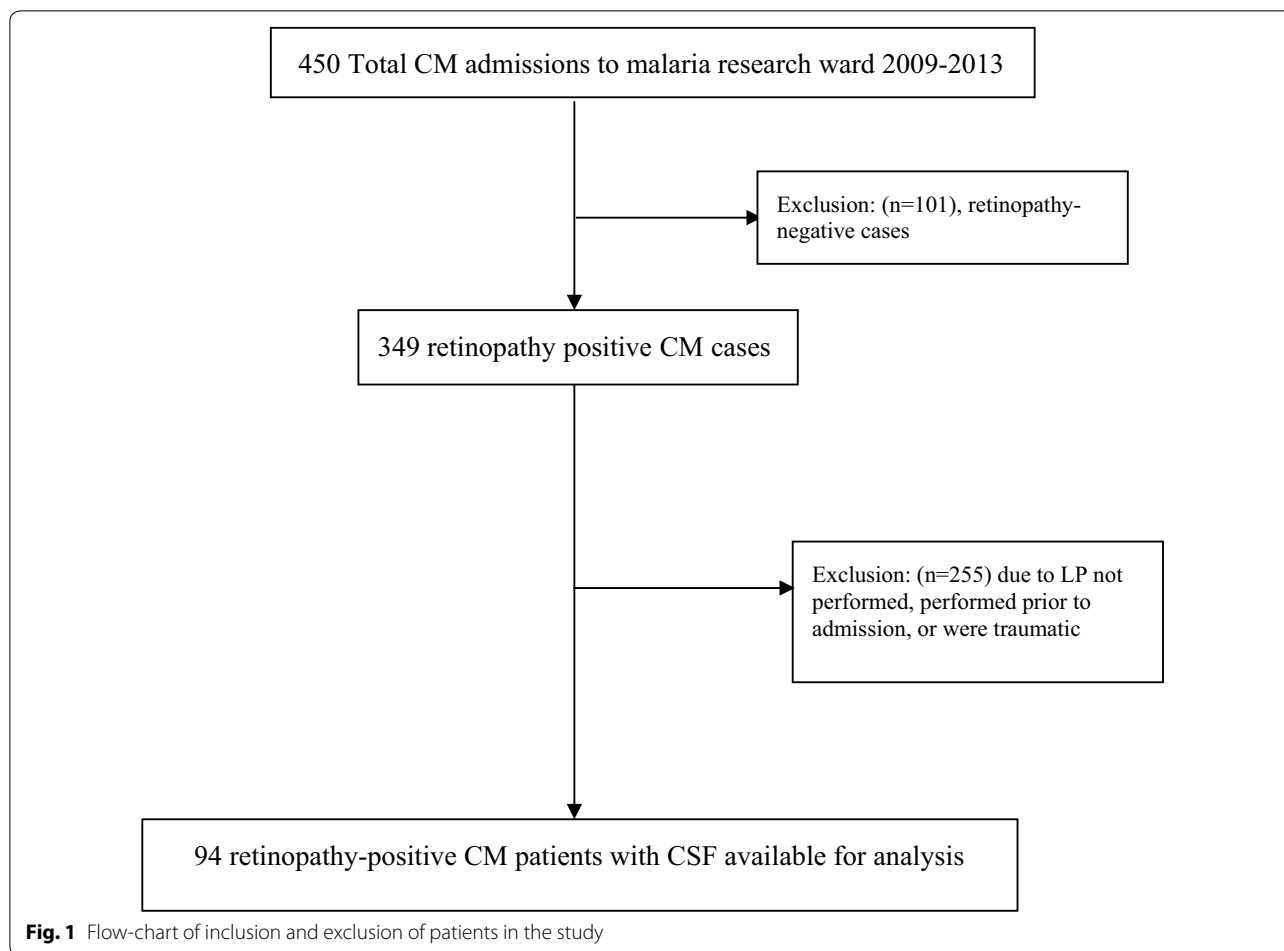 450 Total CM admissions to malaria research ward 2009-2013
Exclusion: (n=101), retinopathy-
negative cases
349 retinopathy positive CM cases
Exclusion: (n=255) due to LP not
performed, performed prior to
admission, or were traumatic
94 retinopathy-positive CM patients with CSF available for analysis
Fig. 1 Flow-chart of inclusion and exclusion of patients in the study